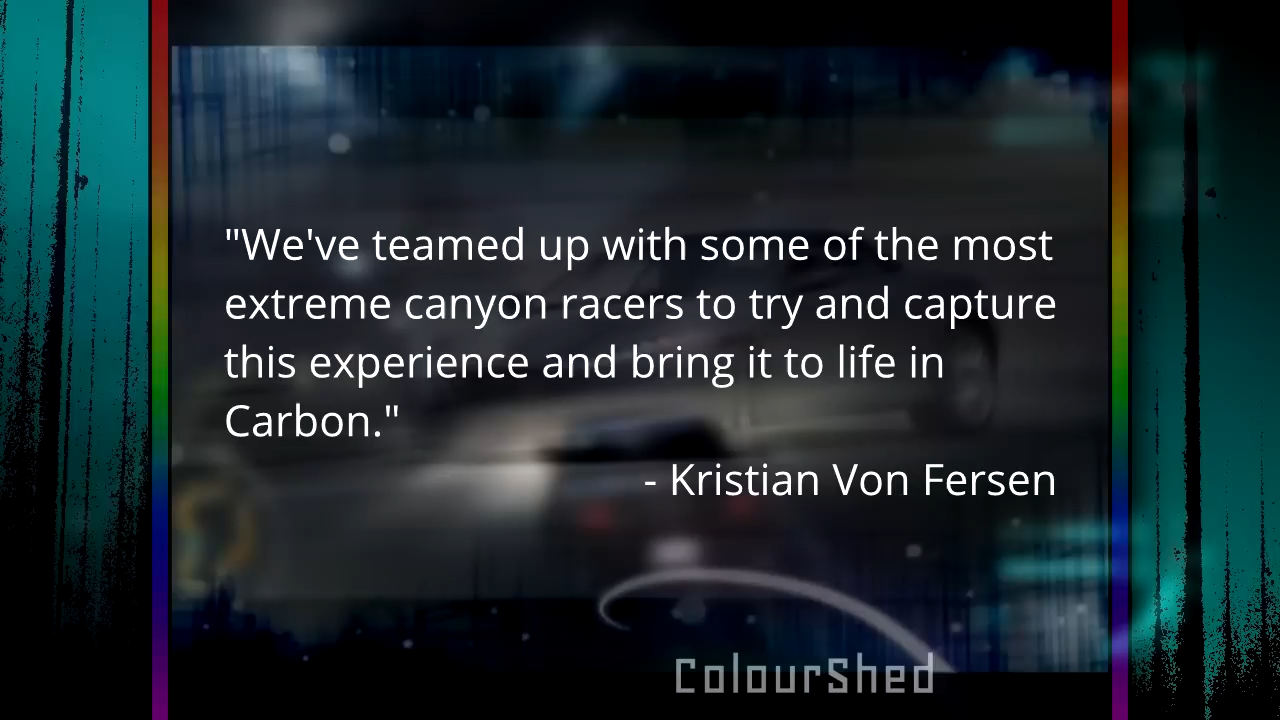 "We've teamed up with some of the most
extreme canyon racers to try and capture
this experience and bring it to life in
Carbon."
- Kristian Von Fersen
ColourShed